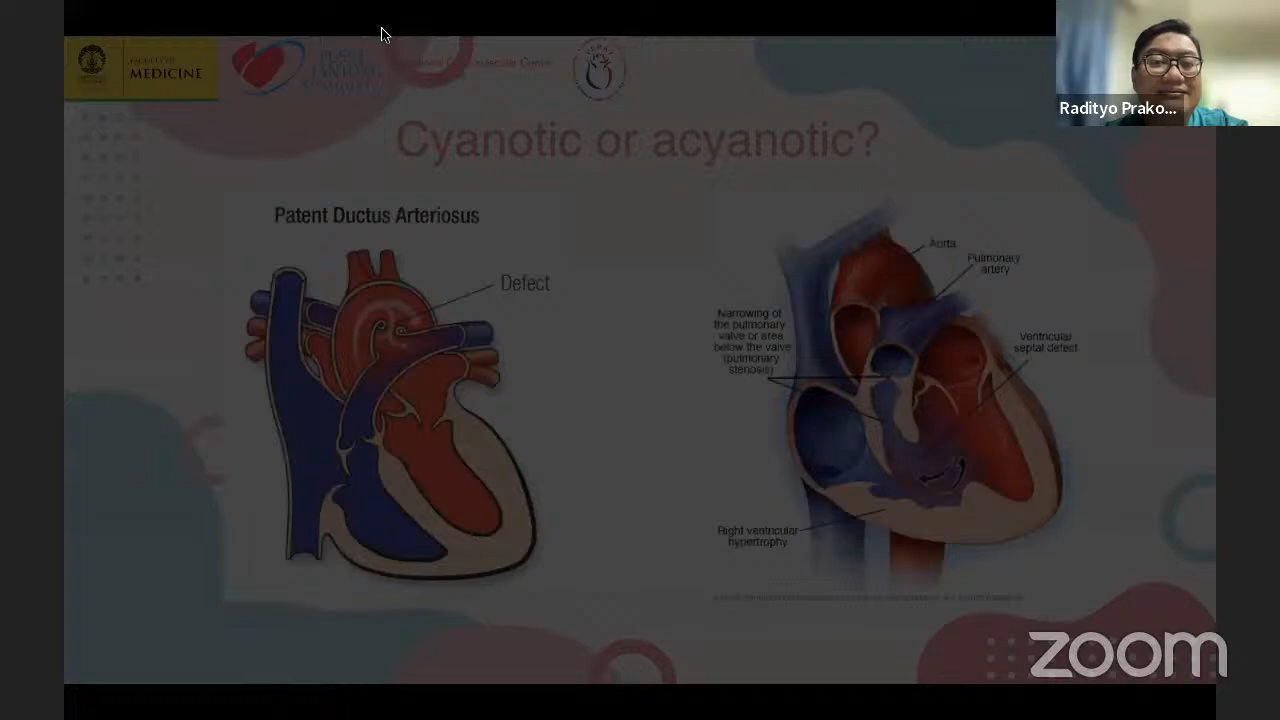 FACULTY OF
MEDICINE
Radityo Prako...
Cyanotic or acyanotic?
Patent Ductus Arteriosus
Defect
Aorta
Pulmonary
artery
Narrowing of
the pulmonary
valve or area
below the valve
(pulmonary
stenosis)
Ventricular
septal defect
Right ventricular
hypertrophy
zoom